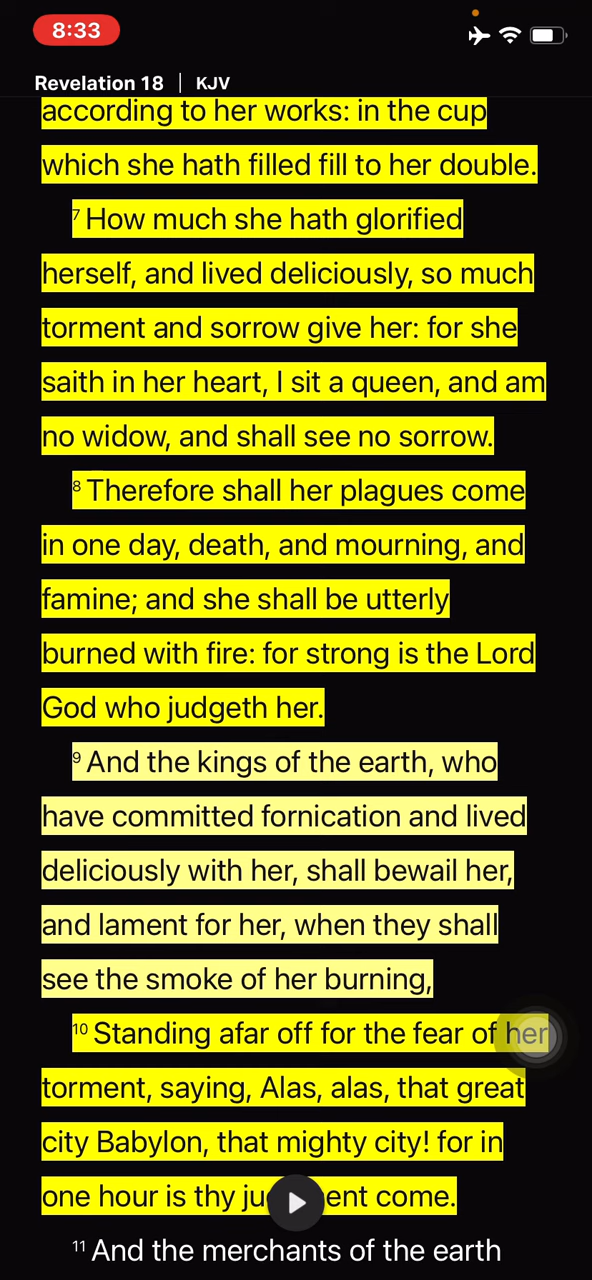 8:33
Revelation 18 | KJV
according to her works: in the cup
which she hath filled fill to her double.
7 How much she hath glorified
herself, and lived deliciously, so much
torment and sorrow give her: for she
saith in her heart, I sit a queen, and am
no widow, and shall see no sorrow.
8 Therefore shall her plagues come
in one day, death, and mourning, and
famine; and she shall be utterly
burned with fire: for strong is the Lord
God who judgeth her.
9 And the kings of the earth, who
have committed fornication and lived
deliciously with her, shall bewail her,
and lament for her, when they shall
see the smoke of her burning,
10 Standing afar off for the fear of her
torment, saying, Alas, alas, that great
city Babylon, that mighty city! for in
one hour is thy come.
11 And the merchants of the earth